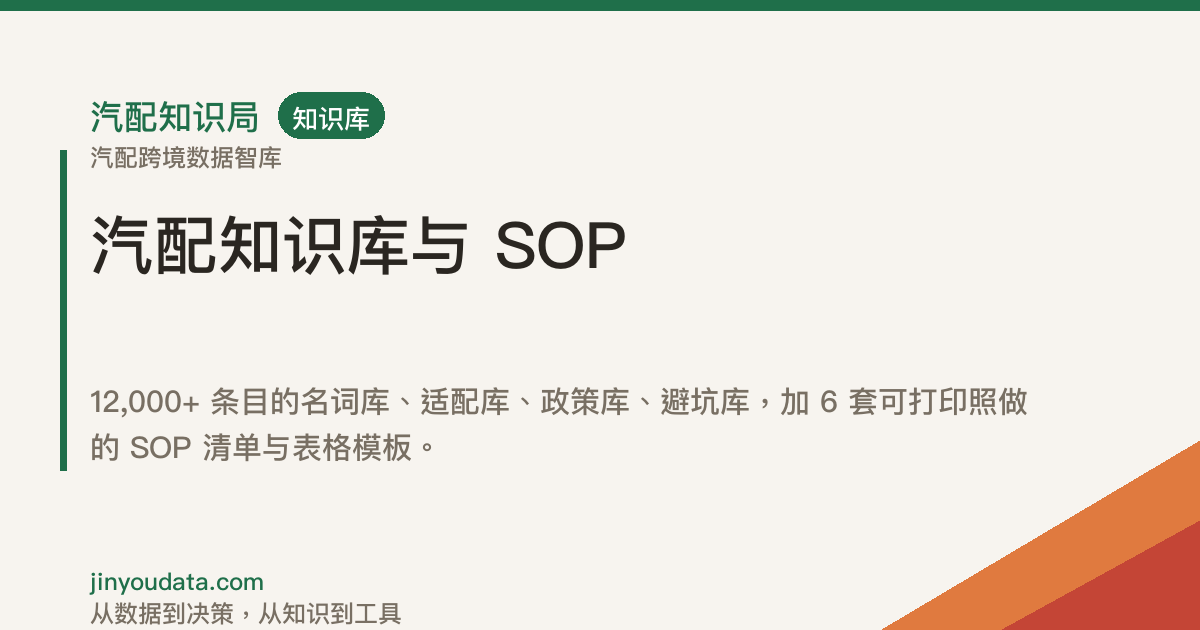 汽配知识局 知识库
汽配跨境数据智库
汽配知识库与 SOP
12,000+ 条目的名词库、适配库、政策库、避坑库，加 6 套可打印照做
的 SOP 清单与表格模板。
jinyoudata.com
从数据到决策，从知识到工具